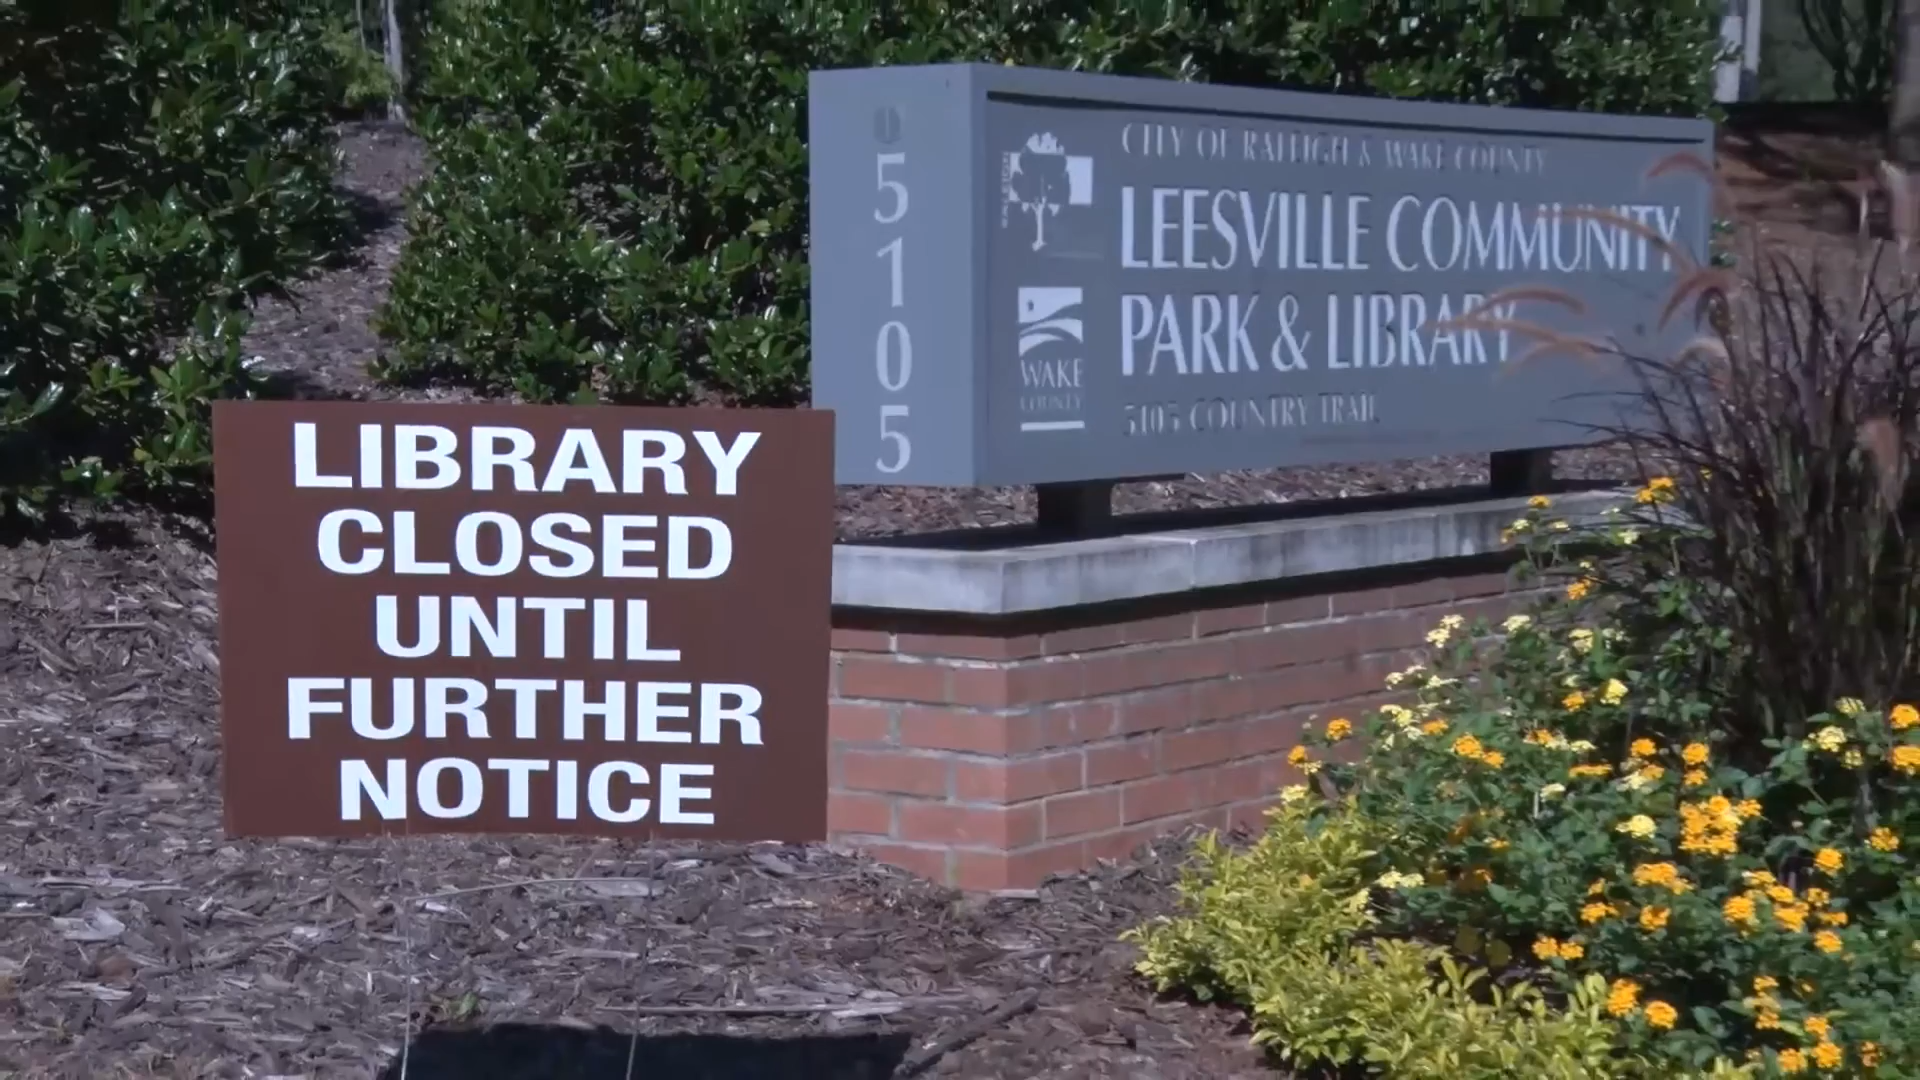 LIBRARY
CLOSED
UNTIL
FURTHER
NOTICE
5105
CITY OF RALEIGH & WAKE COUNTY
LEESVILLE COMMUNITY
PARK & LIBRARY
5105 COUNTRY TRAIL
WAKE
COUNTY